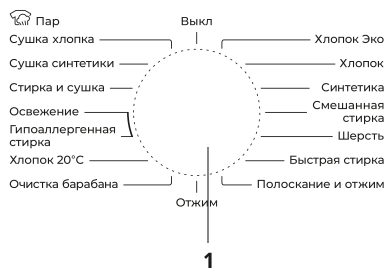 Пар
Выкл
Сушка хлопка
Хлопок Эко
Сушка синтетики
Хлопок
Стирка и сушка
Синтетика
Освежение
Смешанная
стирка
Гипоаллергенная
стирка
Шерсть
Хлопок 20°C
Быстрая стирка
Очистка барабана
Полоскание и отжим
Отжим
1